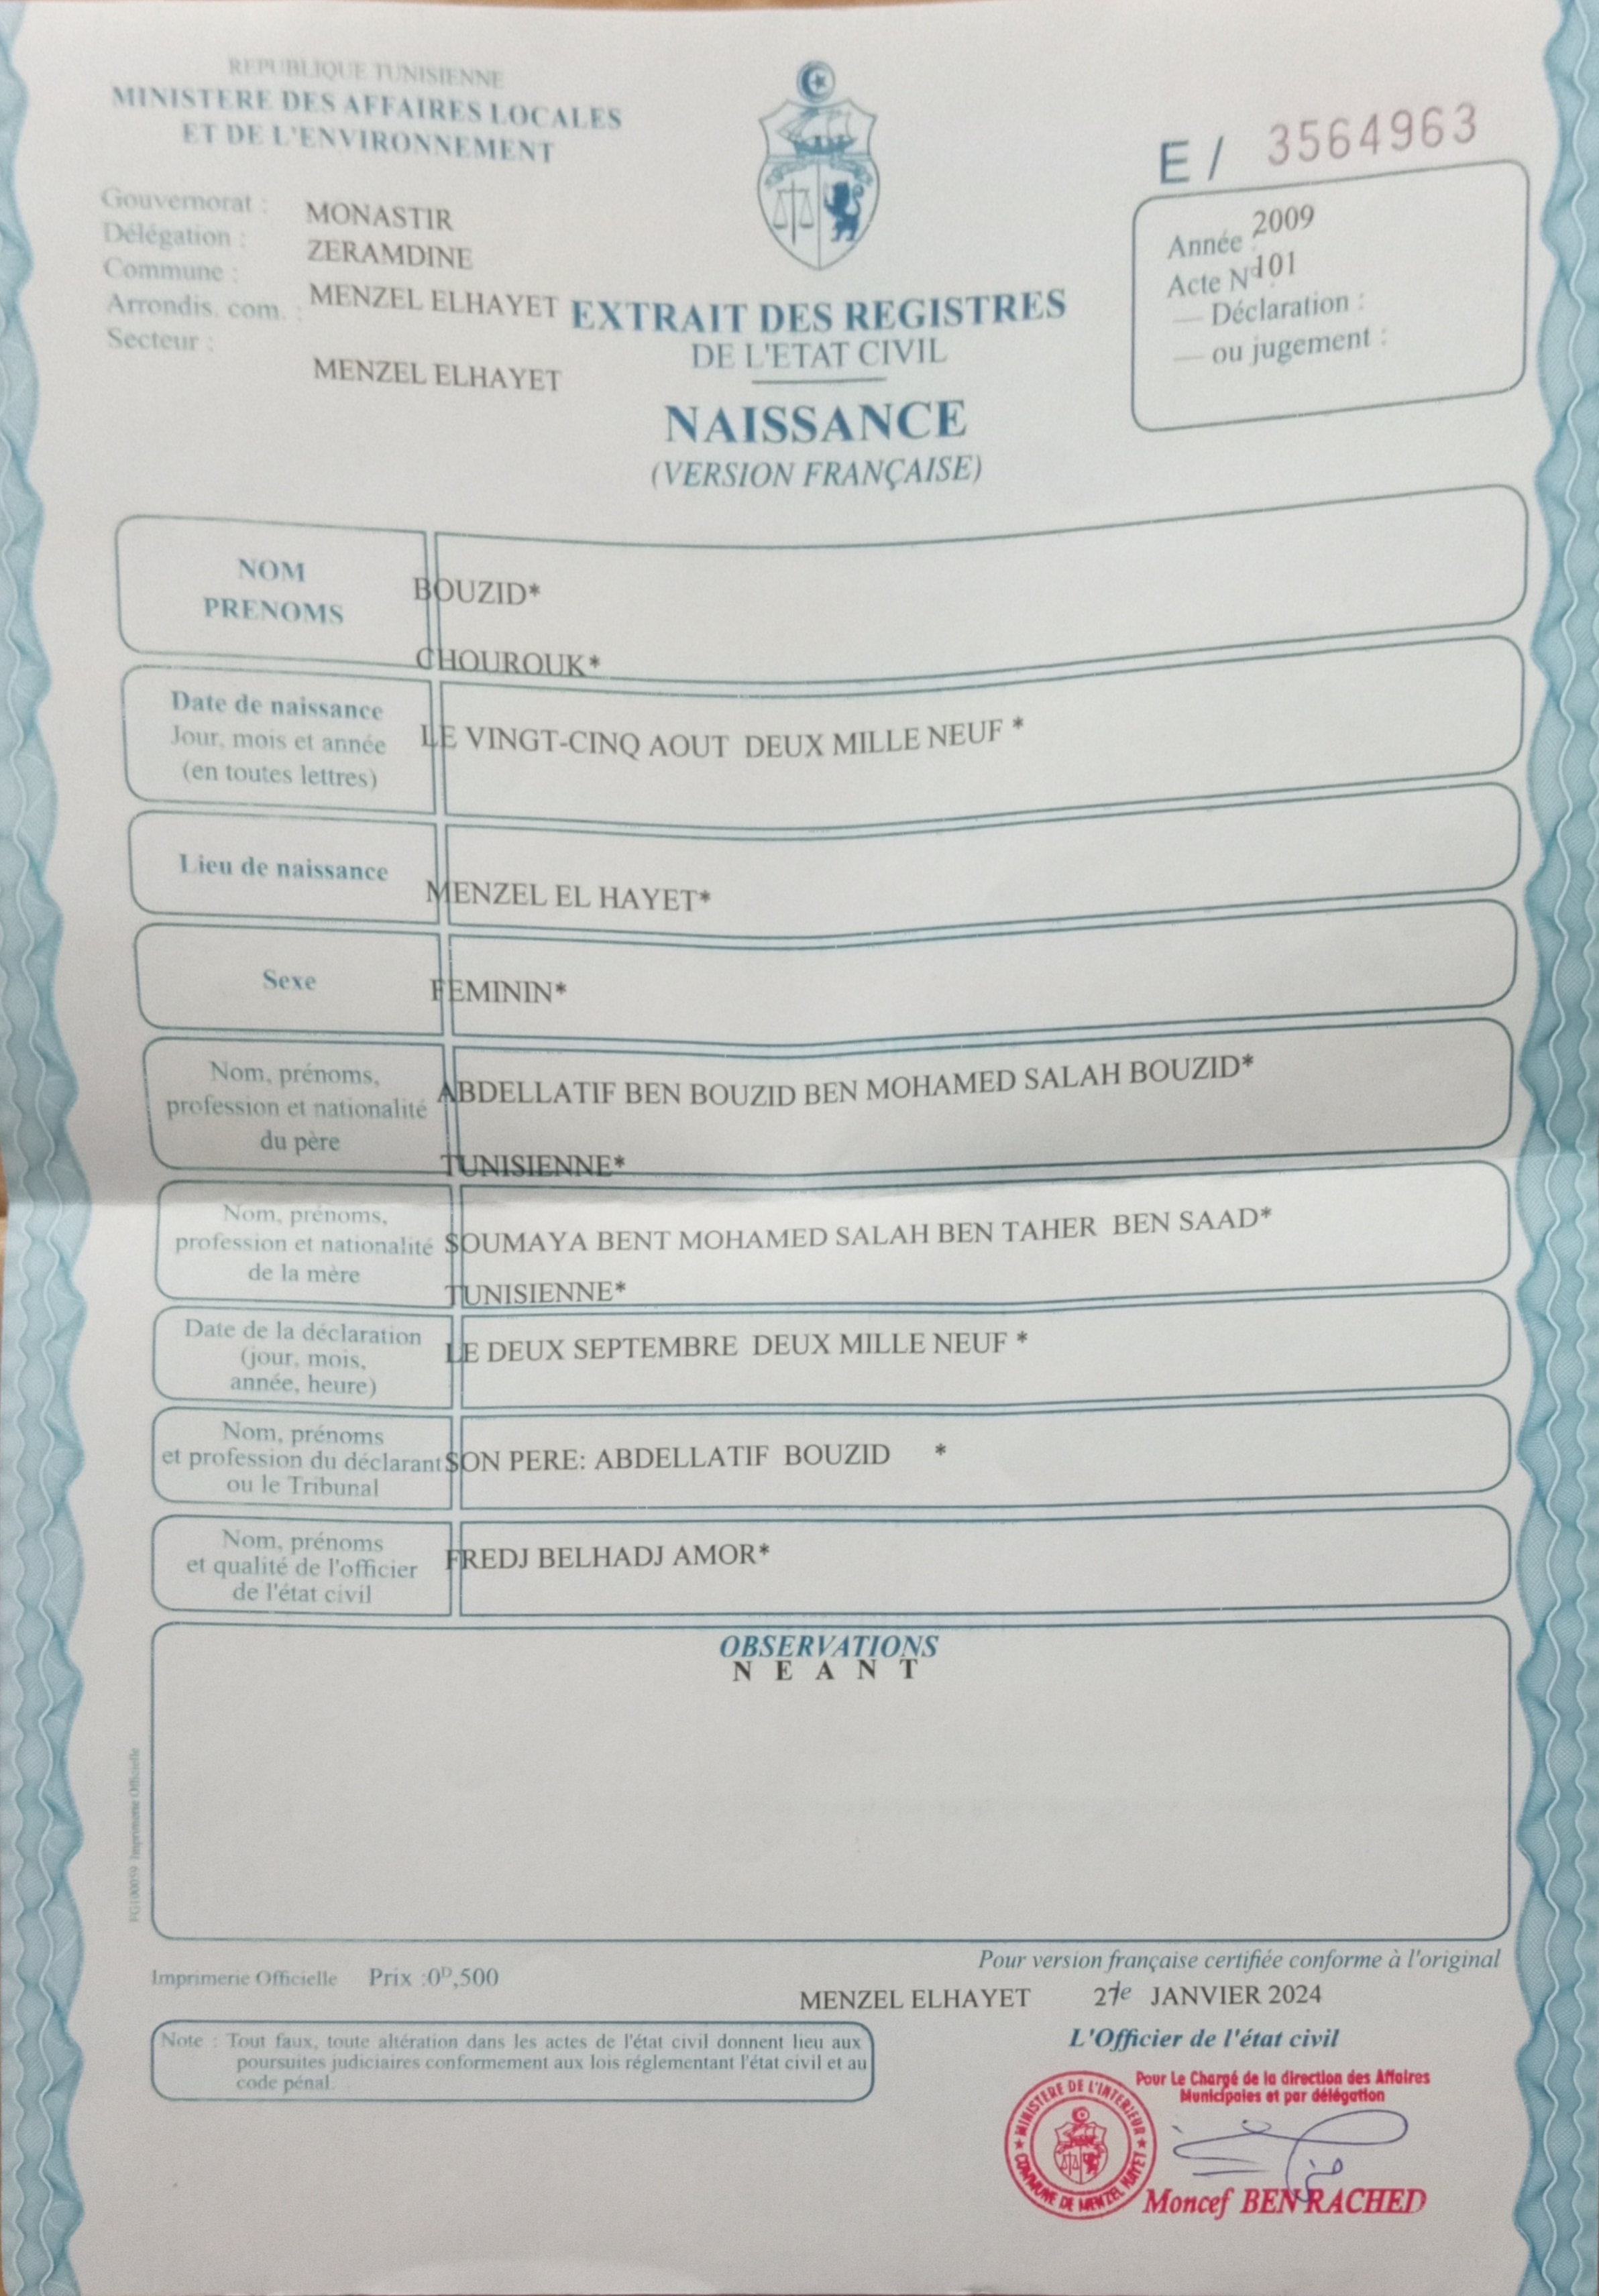 REPUBLIQUE TUNISIENNE
MINISTERE DES AFFAIRES LOCALES
ET DE L'ENVIRONNEMENT
E / 3564963
Gouvernorat : MONASTIR
Délégation : ZERAMDINE
Commune :
Arrondis. com. : MENZEL ELHAYET
Secteur :
MENZEL ELHAYET
Année : 2009
Acte N° 101
— Déclaration :
— ou jugement :
EXTRAIT DES REGISTRES
DE L'ETAT CIVIL
NAISSANCE
(VERSION FRANÇAISE)
NOM
PRENOMS
BOUZID*
CHOUROUK*
Date de naissance
Jour, mois et année
(en toutes lettres)
LE VINGT-CINQ AOUT DEUX MILLE NEUF *
Lieu de naissance
MENZEL EL HAYET*
Sexe
FEMININ*
Nom, prénoms,
profession et nationalité
du père
ABDELLATIF BEN BOUZID BEN MOHAMED SALAH BOUZID*
TUNISIENNE*
Nom, prénoms,
profession et nationalité
de la mère
SOUMAYA BENT MOHAMED SALAH BEN TAHER BEN SAAD*
TUNISIENNE*
Date de la déclaration
(jour, mois,
année, heure)
LE DEUX SEPTEMBRE DEUX MILLE NEUF *
Nom, prénoms
et profession du déclarant
ou le Tribunal
SON PERE: ABDELLATIF BOUZID *
Nom, prénoms
et qualité de l'officier
de l'état civil
FREDJ BELHADJ AMOR*
OBSERVATIONS
N E A N T
FG100059 Imprimerie Officielle
Pour version française certifiée conforme à l'original
Imprimerie Officielle Prix :0ᴰ,500
MENZEL ELHAYET JANVIER 2024
Note : Tout faux, toute altération dans les actes de l'état civil donnent lieu aux
poursuites judiciaires conformement aux lois réglementant l'état civil et au
code pénal.
L'Officier de l'état civil
Pour Le Chargé de la direction des Affaires
Municipales et par délégation
MINISTERE DE L'INTERIEUR
COMMUNE DE MENZEL HAYET
Moncef BEN RACHED